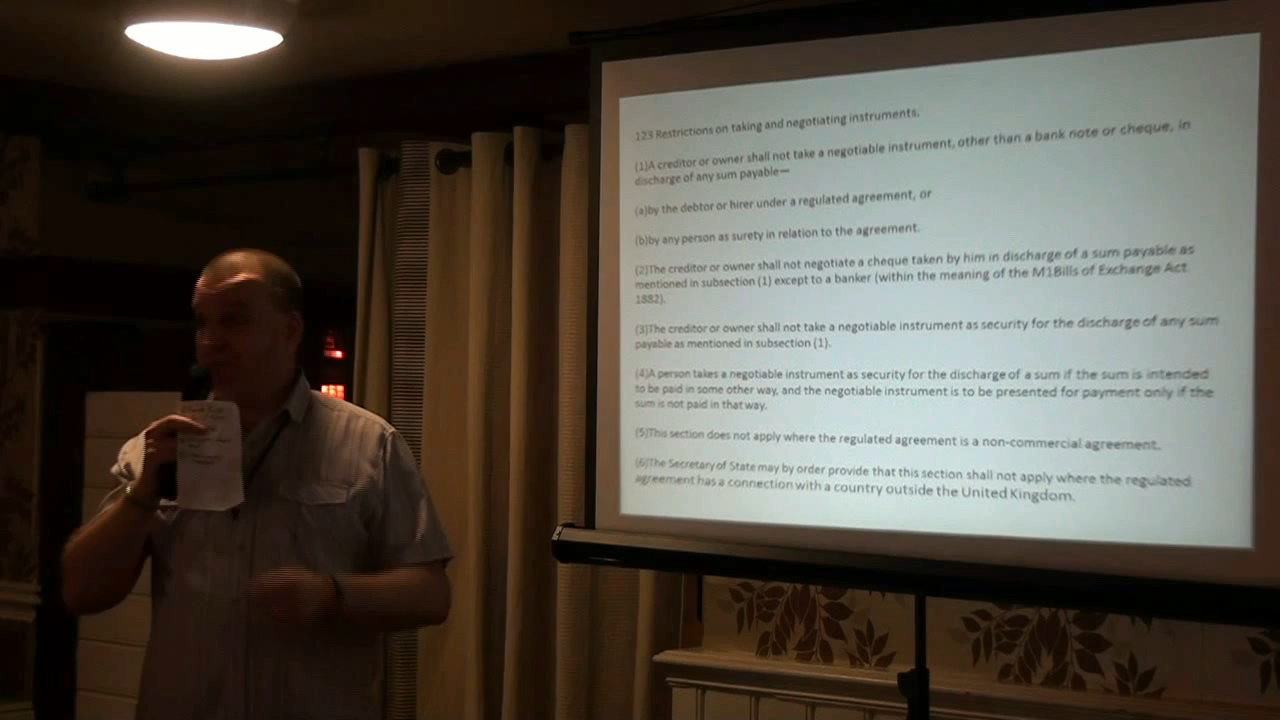 123 Restrictions on taking and negotiating instruments.
(1)A creditor or owner shall not take a negotiable instrument, other than a bank note or cheque, in
discharge of any sum payable—
(a)by the debtor or hirer under a regulated agreement, or
(b)by any person as surety in relation to the agreement.
(2)The creditor or owner shall not negotiate a cheque taken by him in discharge of a sum payable as
mentioned in subsection (1) except to a banker (within the meaning of the M1Bills of Exchange Act
1882).
(3)The creditor or owner shall not take a negotiable instrument as security for the discharge of any sum
payable as mentioned in subsection (1).
(4)A person takes a negotiable instrument as security for the discharge of a sum if the sum is intended
to be paid in some other way, and the negotiable instrument is to be presented for payment only if the
sum is not paid in that way.
(5)This section does not apply where the regulated agreement is a non-commercial agreement.
(6)The Secretary of State may by order provide that this section shall not apply where the regulated
agreement has a connection with a country outside the United Kingdom.